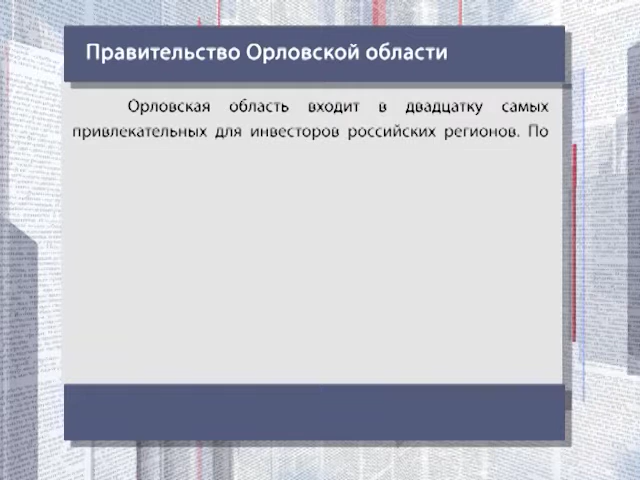 Правительство Орловской области
Орловская область входит в двадцатку самых
привлекательных для инвесторов российских регионов. По